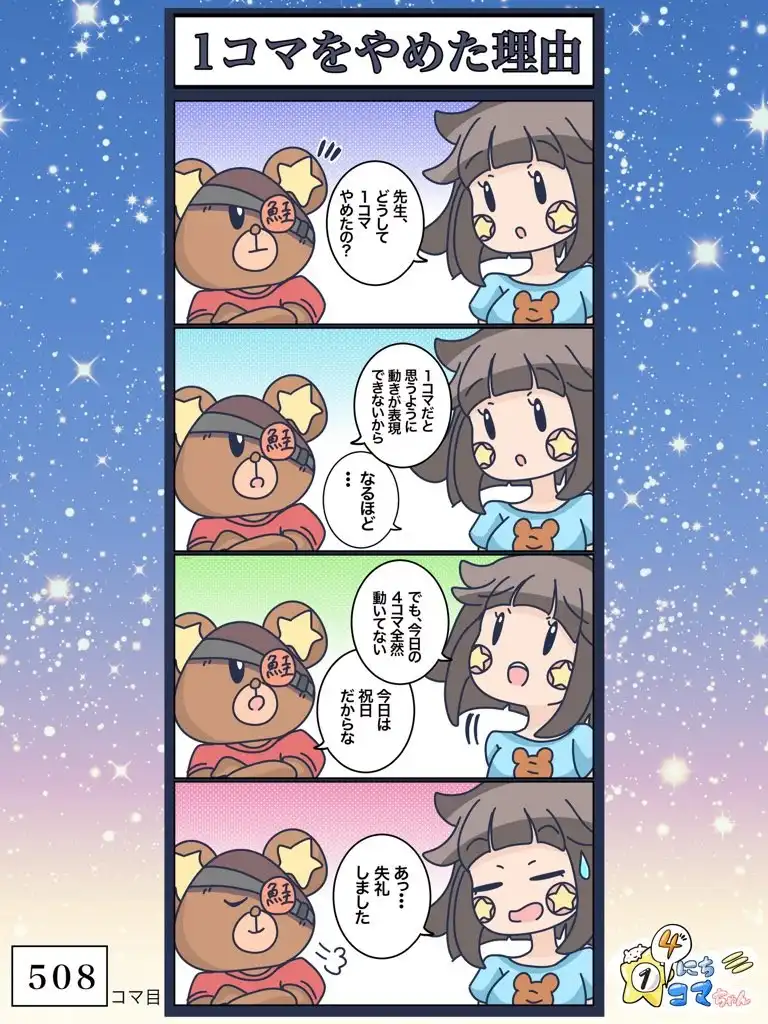 1コマをやめた理由
先生、
どうして
1コマ
やめたの？
鮭
1コマだと
思うように
動きが表現
できないから
なるほど
…
鮭
でも、今日の
4コマ全然
動いてない
今日は
祝日
だからな
鮭
あっ…
失礼
しました
鮭
508
コマ目
4
1
にち
コマ
ちゃん